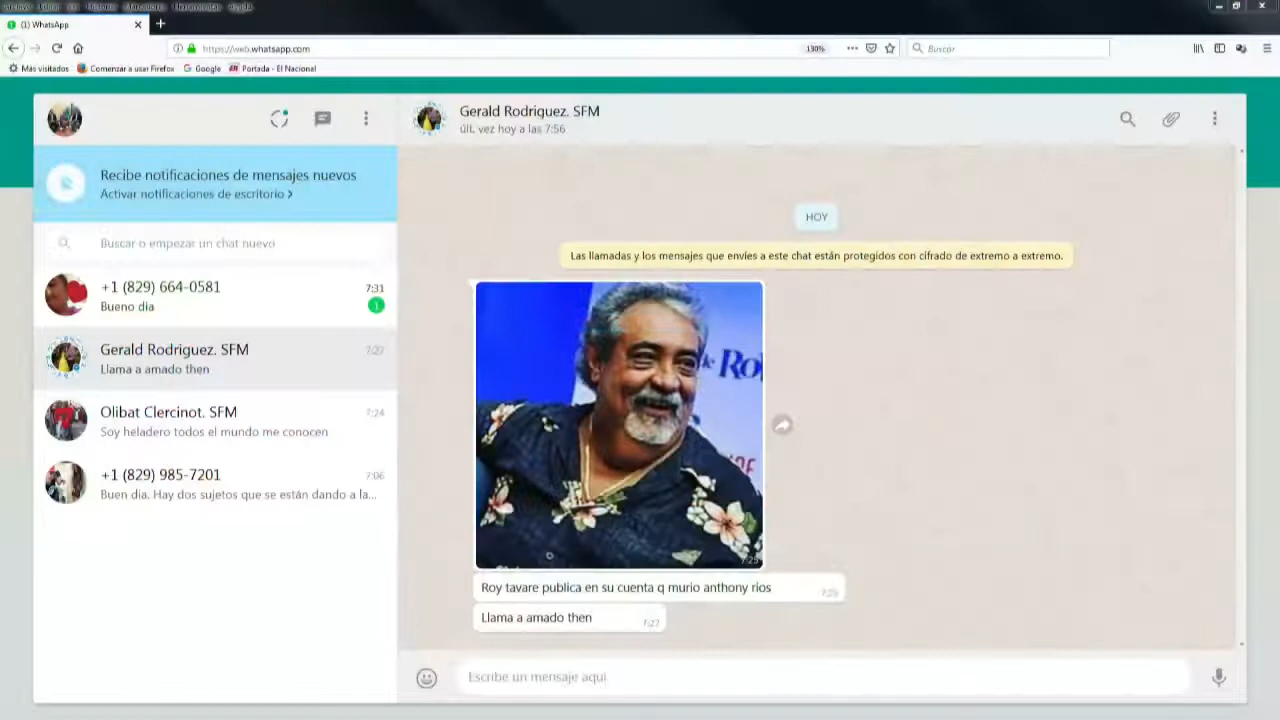 (1) WhatsApp
https://web.whatsapp.com
130%
Buscar
Más visitados
Comenzar a usar Firefox
Google
Portada - El Nacional
Gerald Rodriguez. SFM
últ. vez hoy a las 7:56
Recibe notificaciones de mensajes nuevos
Activar notificaciones de escritorio >
Buscar o empezar un chat nuevo
+1 (829) 664-0581
7:31
Bueno dia
1
Gerald Rodriguez. SFM
7:27
Llama a amado then
Olibat Clercinot. SFM
7:24
Soy heladero todos el mundo me conocen
+1 (829) 985-7201
7:06
Buen dia. Hay dos sujetos que se están dando a la...
HOY
Las llamadas y los mensajes que envíes a este chat están protegidos con cifrado de extremo a extremo.
Ro
Roy tavare publica en su cuenta q murio anthony rios
Llama a amado then
7:27
Escribe un mensaje aquí